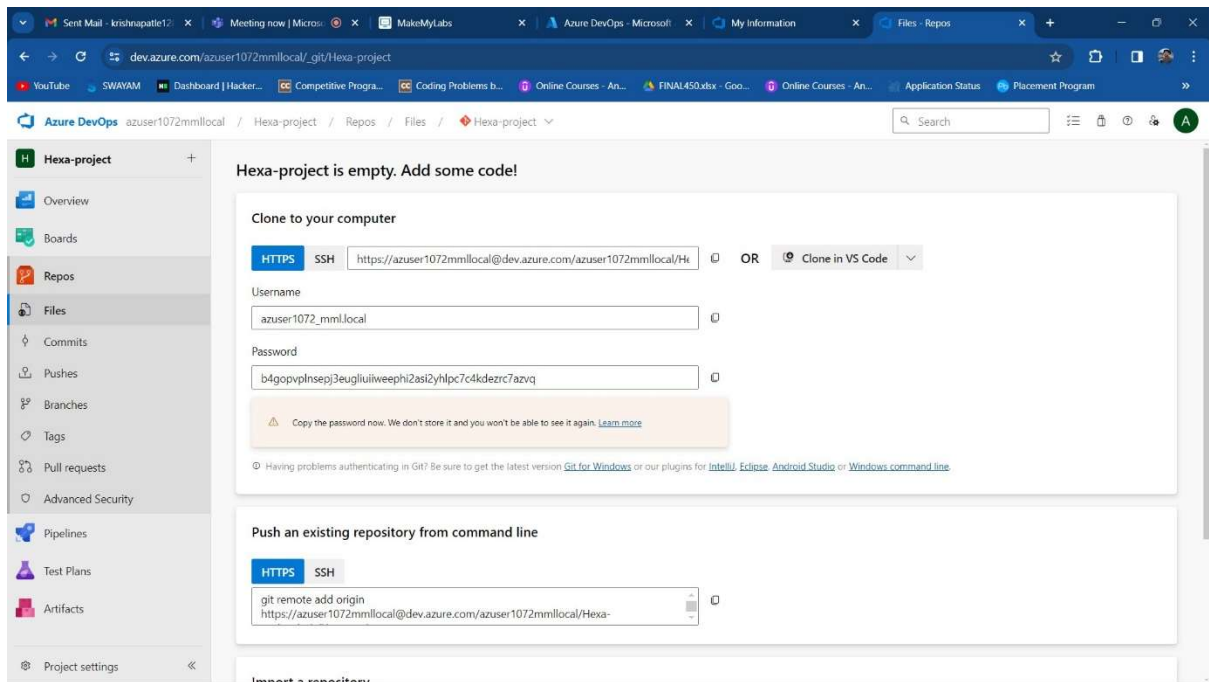 Sent Mail - krishnapatle12
Meeting now | Micros
MakeMyLabs
Azure DevOps - Microsoft
My Information
Files - Repos
dev.azure.com/azuser1072mmllocal/_git/Hexa-project
YouTube
SWAYAM
Dashboard | Hacker...
Competitive Progra...
Coding Problems b...
Online Courses - An...
FINAL450.xlsx - Goo...
Online Courses - An...
Application Status
Placement Program
Azure DevOps azuser1072mmllocal / Hexa-project / Repos / Files / Hexa-project
Search
A
H Hexa-project
Overview
Boards
Repos
Files
Commits
Pushes
Branches
Tags
Pull requests
Advanced Security
Pipelines
Test Plans
Artifacts
Project settings
Hexa-project is empty. Add some code!
Clone to your computer
HTTPS SSH https://azuser1072mmllocal@dev.azure.com/azuser1072mmllocal/He OR Clone in VS Code
Username
azuser1072_mml.local
Password
b4gopvplnsepj3eugliuiiweephi2asi2yhlpc7c4kdezrc7azvq
Copy the password now. We don't store it and you won't be able to see it again. Learn more
Having problems authenticating in Git? Be sure to get the latest version Git for Windows or our plugins for IntelliJ, Eclipse, Android Studio or Windows command line.
Push an existing repository from command line
HTTPS SSH
git remote add origin
https://azuser1072mmllocal@dev.azure.com/azuser1072mmllocal/Hexa-
Import a repository